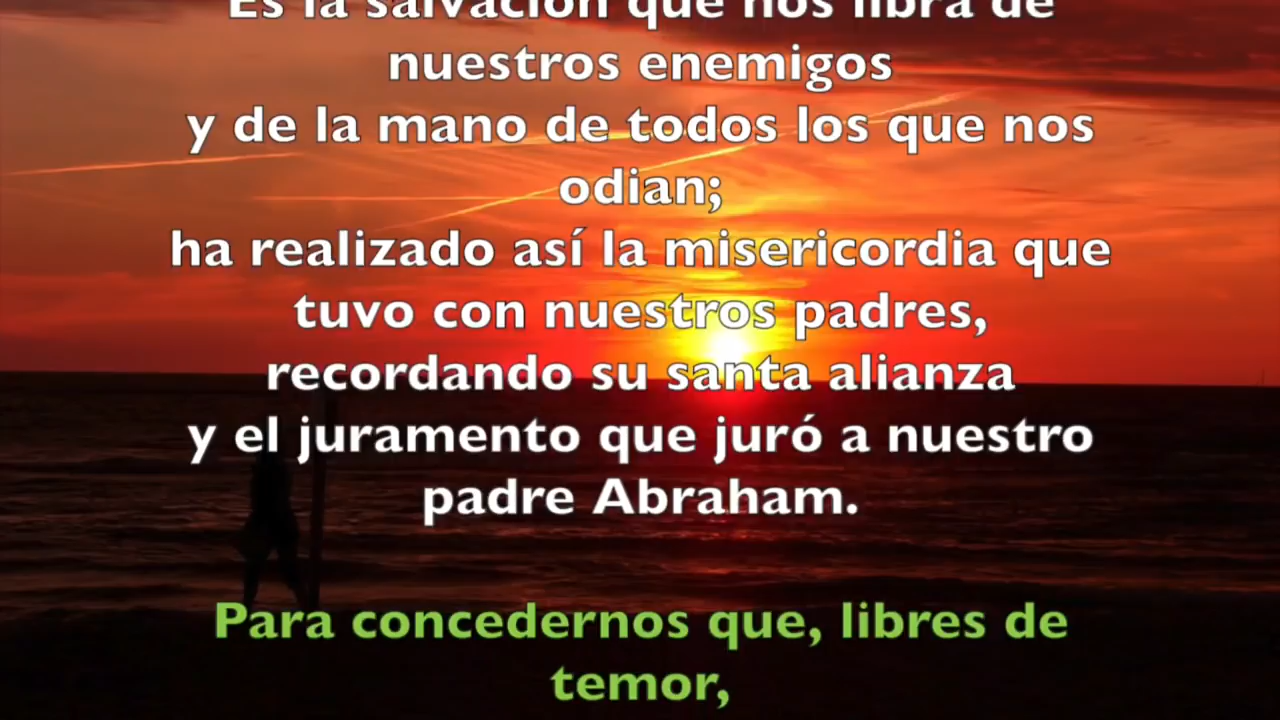 Es la salvación que nos libra de
nuestros enemigos
y de la mano de todos los que nos
odian;
ha realizado así la misericordia que
tuvo con nuestros padres,
recordando su santa alianza
y el juramento que juró a nuestro
padre Abraham.
Para concedernos que, libres de
temor,